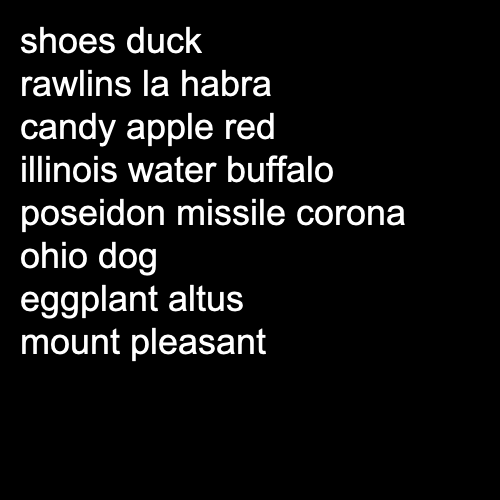 shoes duck
rawlins la habra
candy apple red
illinois water buffalo
poseidon missile corona
ohio dog
eggplant altus
mount pleasant